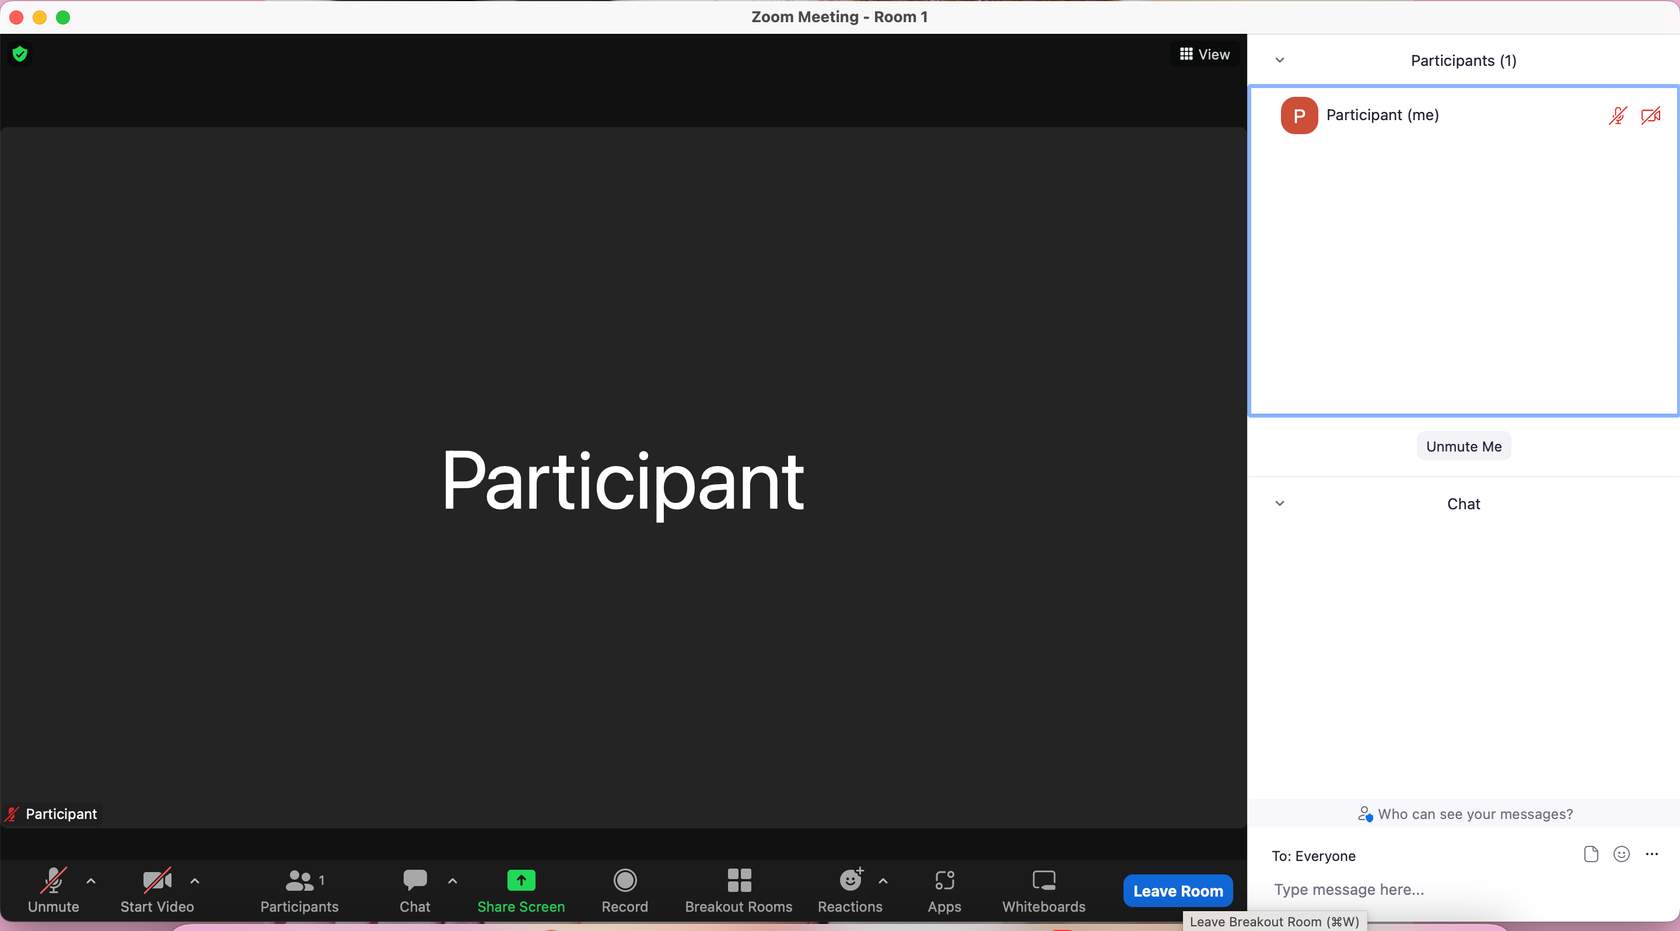 Zoom Meeting - Room 1
View
Participants (1)
P Participant (me)
Participant
Unmute Me
Chat
Participant
Who can see your messages?
To: Everyone
Type message here...
1
Unmute Start Video Participants Chat Share Screen Record Breakout Rooms Reactions Apps Whiteboards
Leave Room
Leave Breakout Room (⌘W)